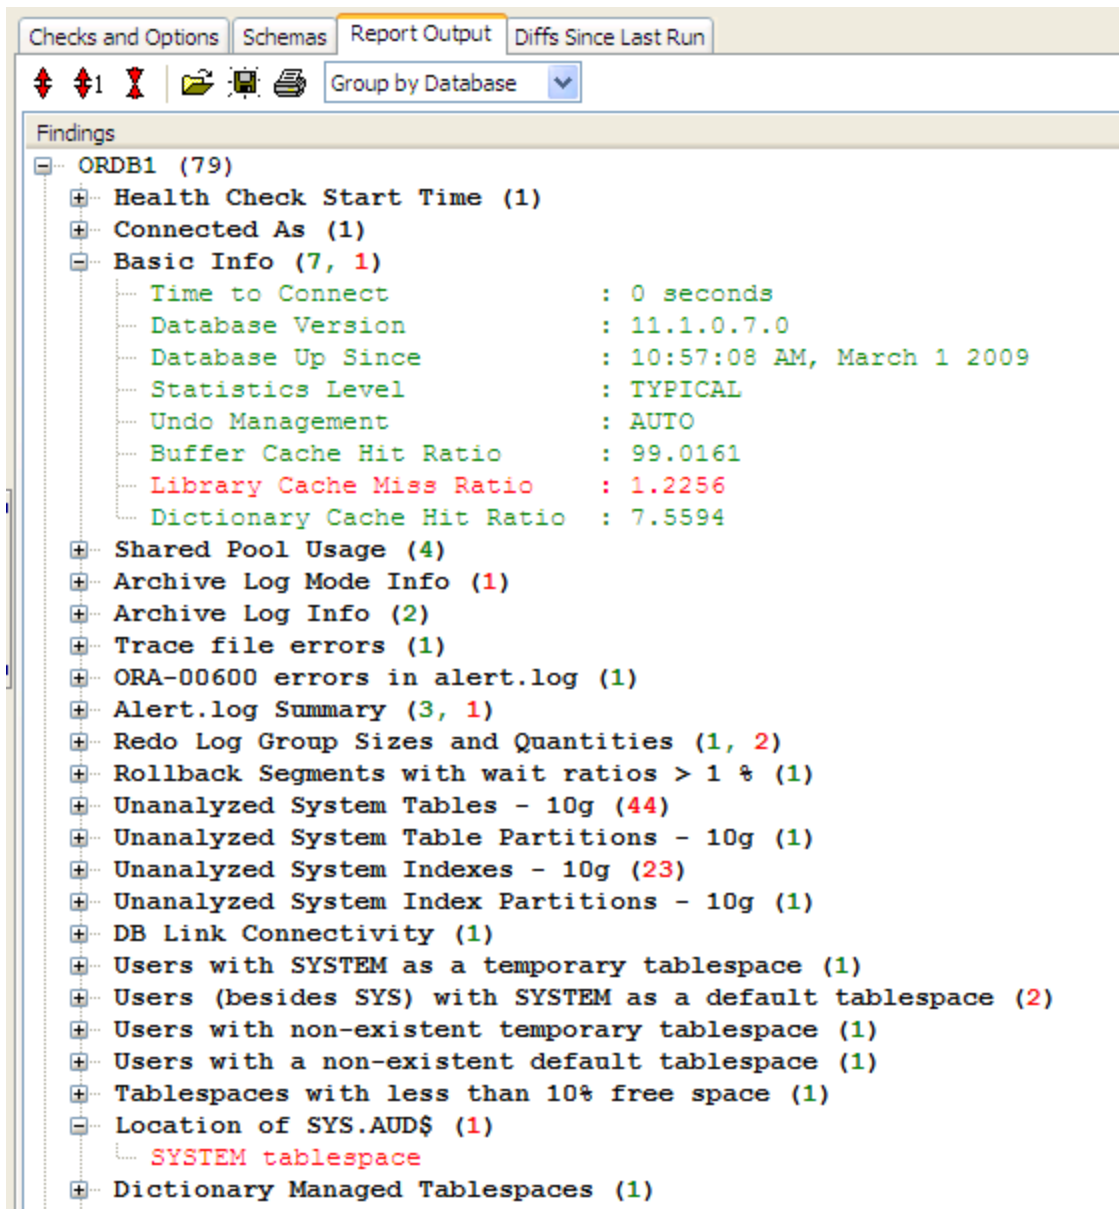 Checks and Options Schemas Report Output Diffs Since Last Run
1 Group by Database
Findings
ORDB1 (79)
Health Check Start Time (1)
Connected As (1)
Basic Info (7, 1)
Time to Connect : 0 seconds
Database Version : 11.1.0.7.0
Database Up Since : 10:57:08 AM, March 1 2009
Statistics Level : TYPICAL
Undo Management : AUTO
Buffer Cache Hit Ratio : 99.0161
Library Cache Miss Ratio : 1.2256
Dictionary Cache Hit Ratio : 7.5594
Shared Pool Usage (4)
Archive Log Mode Info (1)
Archive Log Info (2)
Trace file errors (1)
ORA-00600 errors in alert.log (1)
Alert.log Summary (3, 1)
Redo Log Group Sizes and Quantities (1, 2)
Rollback Segments with wait ratios > 1 % (1)
Unanalyzed System Tables - 10g (44)
Unanalyzed System Table Partitions - 10g (1)
Unanalyzed System Indexes - 10g (23)
Unanalyzed System Index Partitions - 10g (1)
DB Link Connectivity (1)
Users with SYSTEM as a temporary tablespace (1)
Users (besides SYS) with SYSTEM as a default tablespace (2)
Users with non-existent temporary tablespace (1)
Users with a non-existent default tablespace (1)
Tablespaces with less than 10% free space (1)
Location of SYS.AUD$ (1)
SYSTEM tablespace
Dictionary Managed Tablespaces (1)